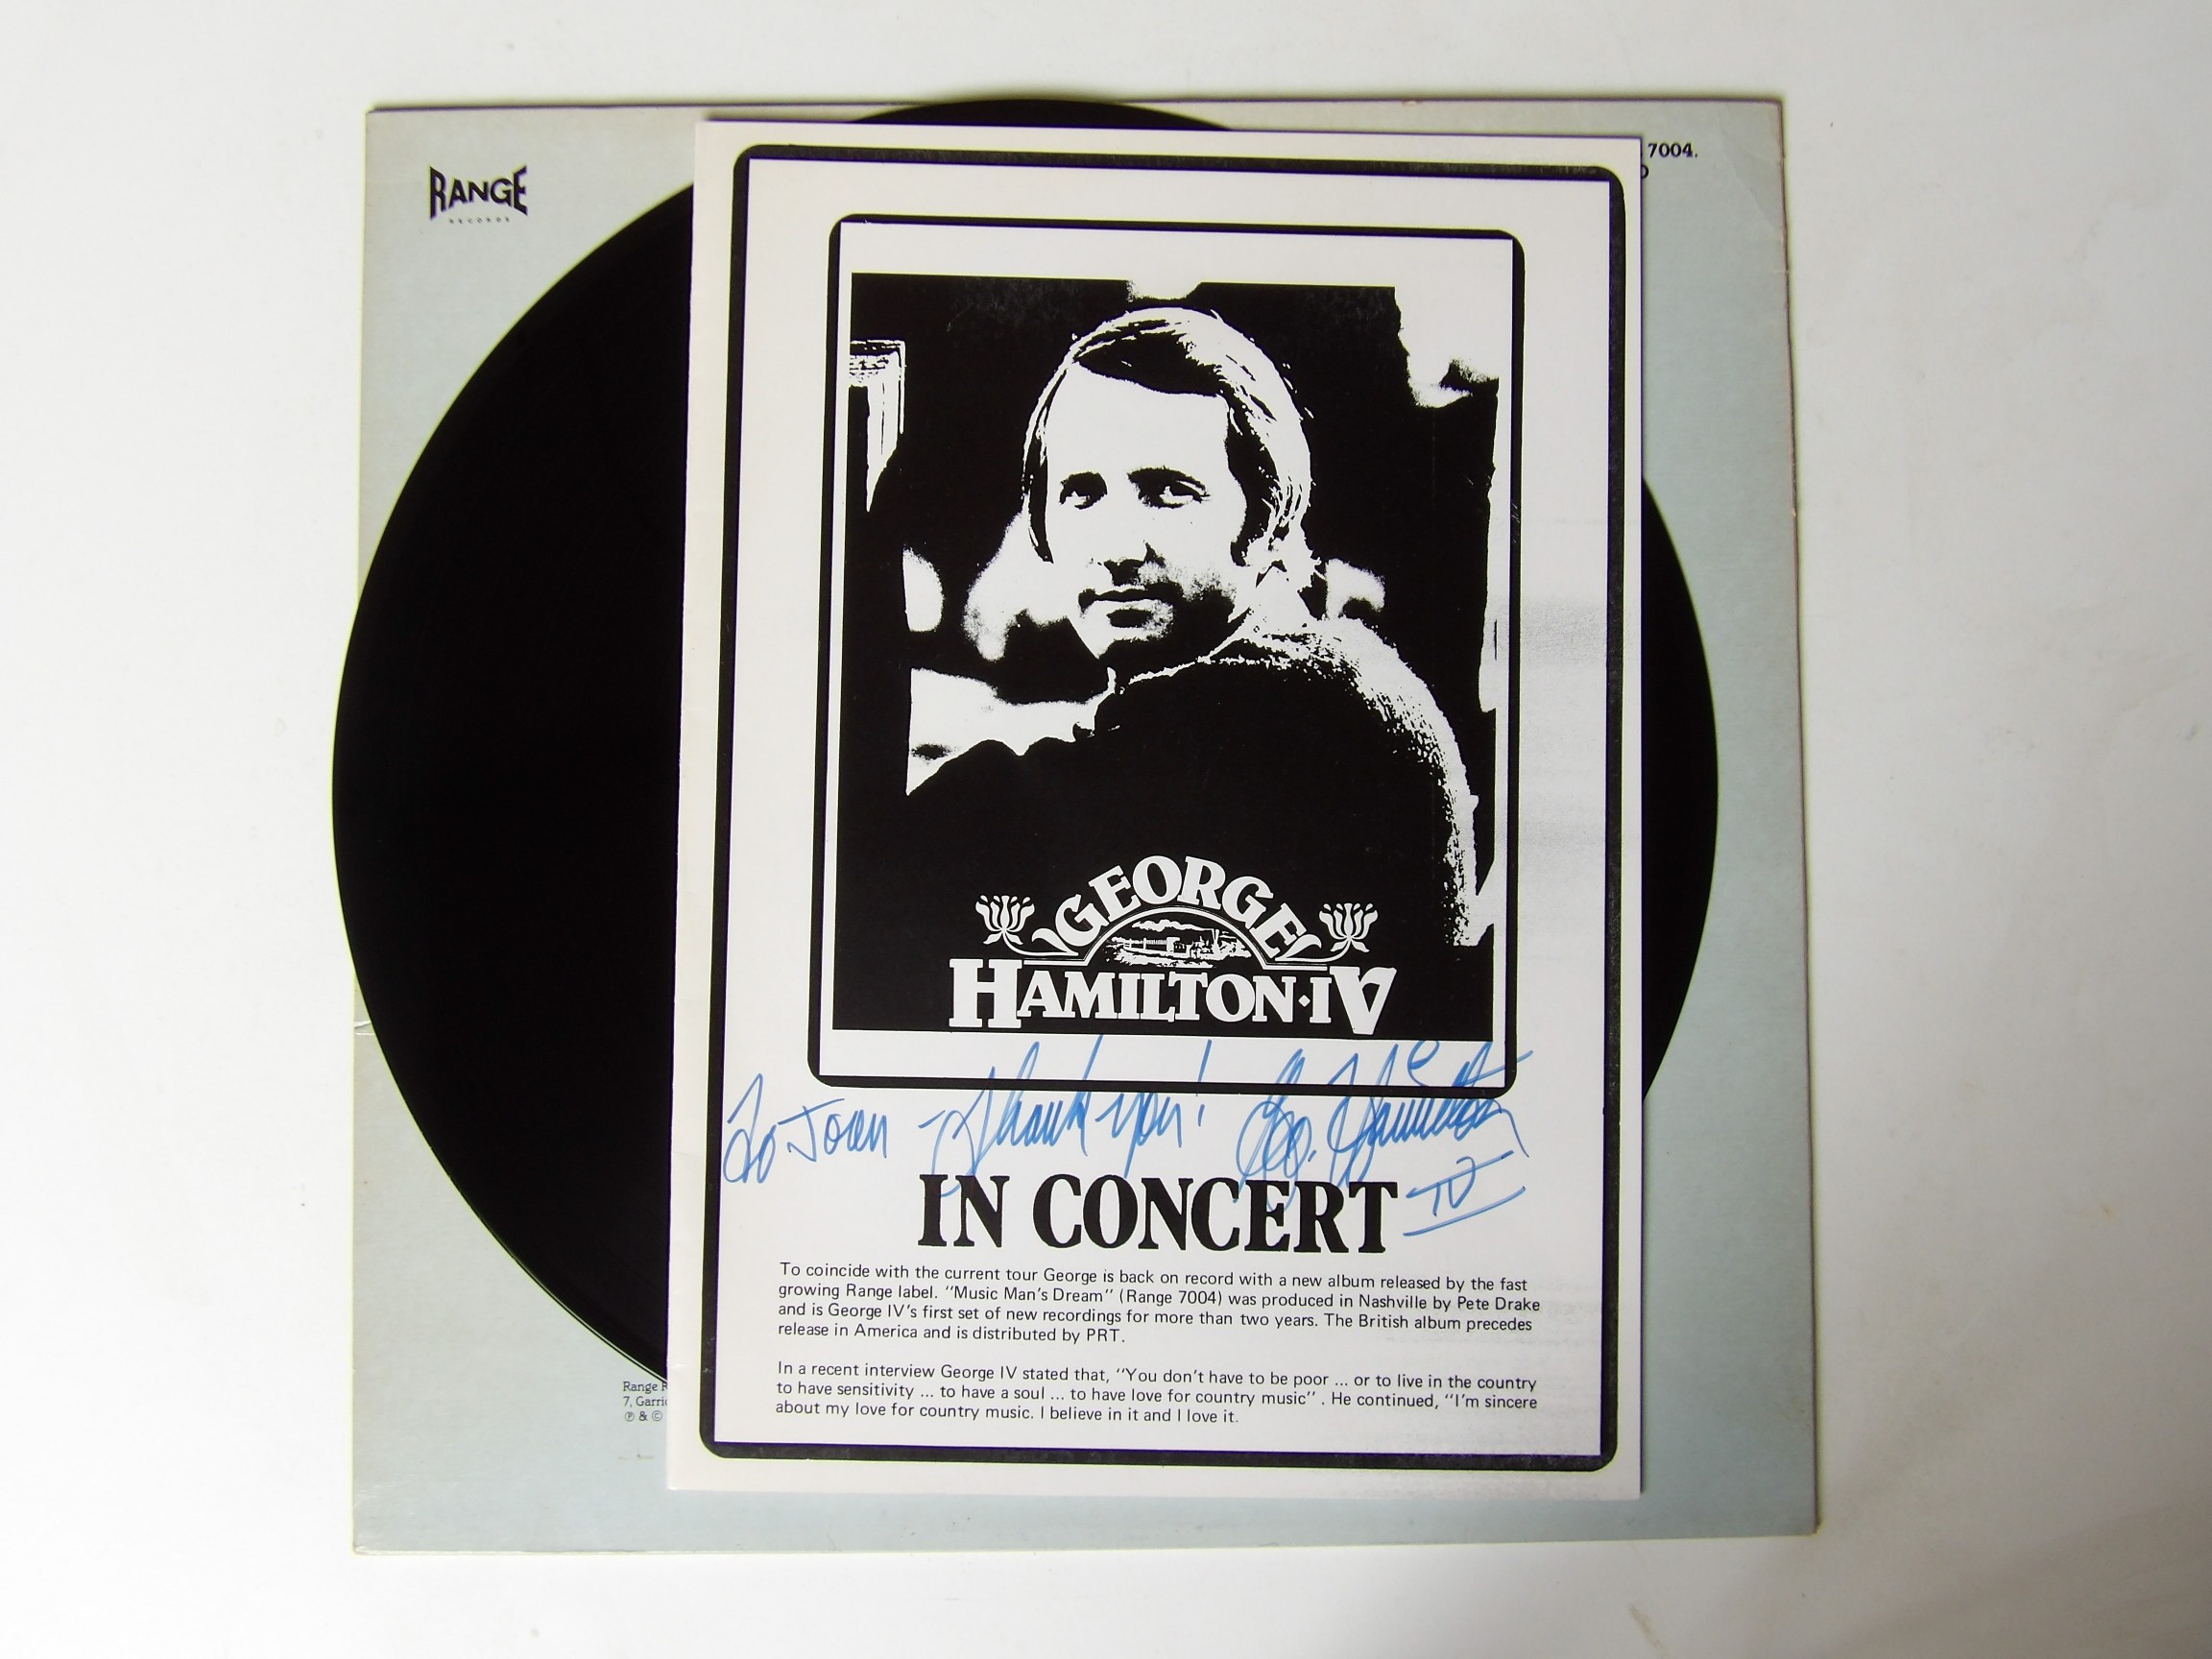 RANGE
RECORDS
7004.
GEORGE
HAMILTON·IV
To Joan - Thank you! Geo. Hamilton
IV
IN CONCERT
To coincide with the current tour George is back on record with a new album released by the fast
growing Range label. "Music Man's Dream" (Range 7004) was produced in Nashville by Pete Drake
and is George IV's first set of new recordings for more than two years. The British album precedes
release in America and is distributed by PRT.
In a recent interview George IV stated that, "You don't have to be poor ... or to live in the country
to have sensitivity ... to have a soul ... to have love for country music" . He continued, "I'm sincere
about my love for country music. I believe in it and I love it.
Range R
7, Garric
℗ & ©